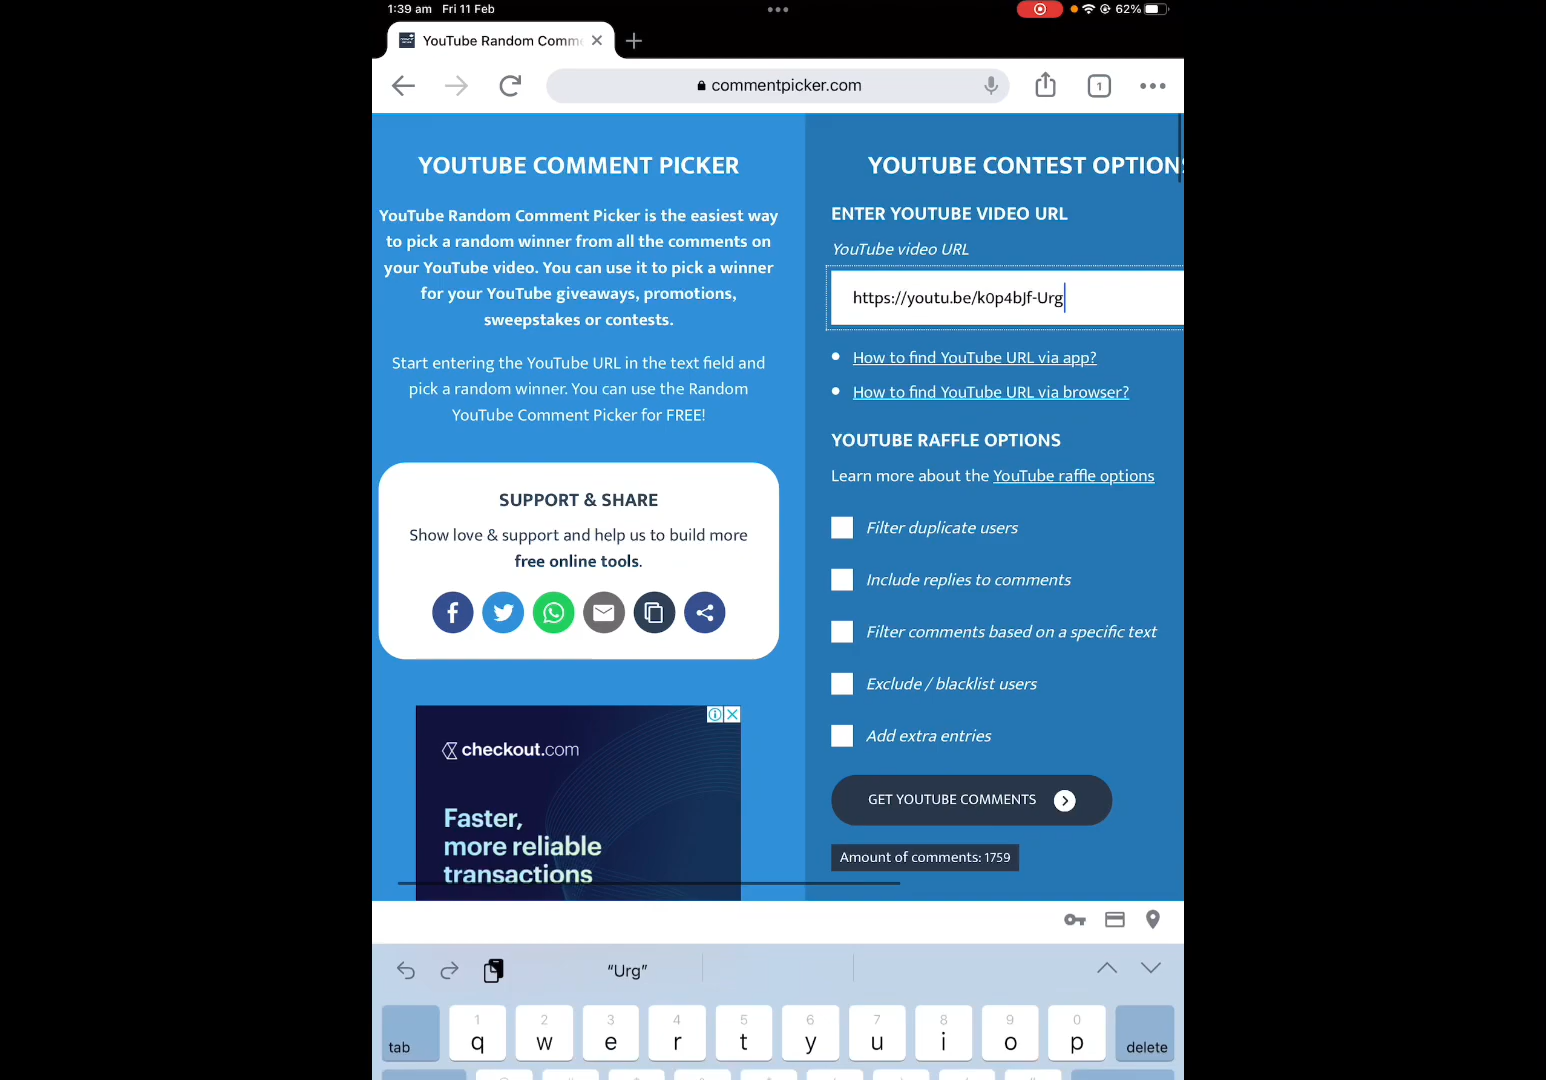 1:39 am Fri 11 Feb
62%
YouTube Random Comme
commentpicker.com
1
YOUTUBE COMMENT PICKER
YouTube Random Comment Picker is the easiest way
to pick a random winner from all the comments on
your YouTube video. You can use it to pick a winner
for your YouTube giveaways, promotions,
sweepstakes or contests.
Start entering the YouTube URL in the text field and
pick a random winner. You can use the Random
YouTube Comment Picker for FREE!
SUPPORT & SHARE
Show love & support and help us to build more
free online tools.
checkout.com
Faster,
more reliable
transactions
YOUTUBE CONTEST OPTIONS
ENTER YOUTUBE VIDEO URL
YouTube video URL
https://youtu.be/k0p4bJf-Urg
How to find YouTube URL via app?
How to find YouTube URL via browser?
YOUTUBE RAFFLE OPTIONS
Learn more about the YouTube raffle options
Filter duplicate users
Include replies to comments
Filter comments based on a specific text
Exclude / blacklist users
Add extra entries
GET YOUTUBE COMMENTS
Amount of comments: 1759
“Urg”
1 2 3 4 5 6 7 8 9 0
tab q w e r t y u i o p delete